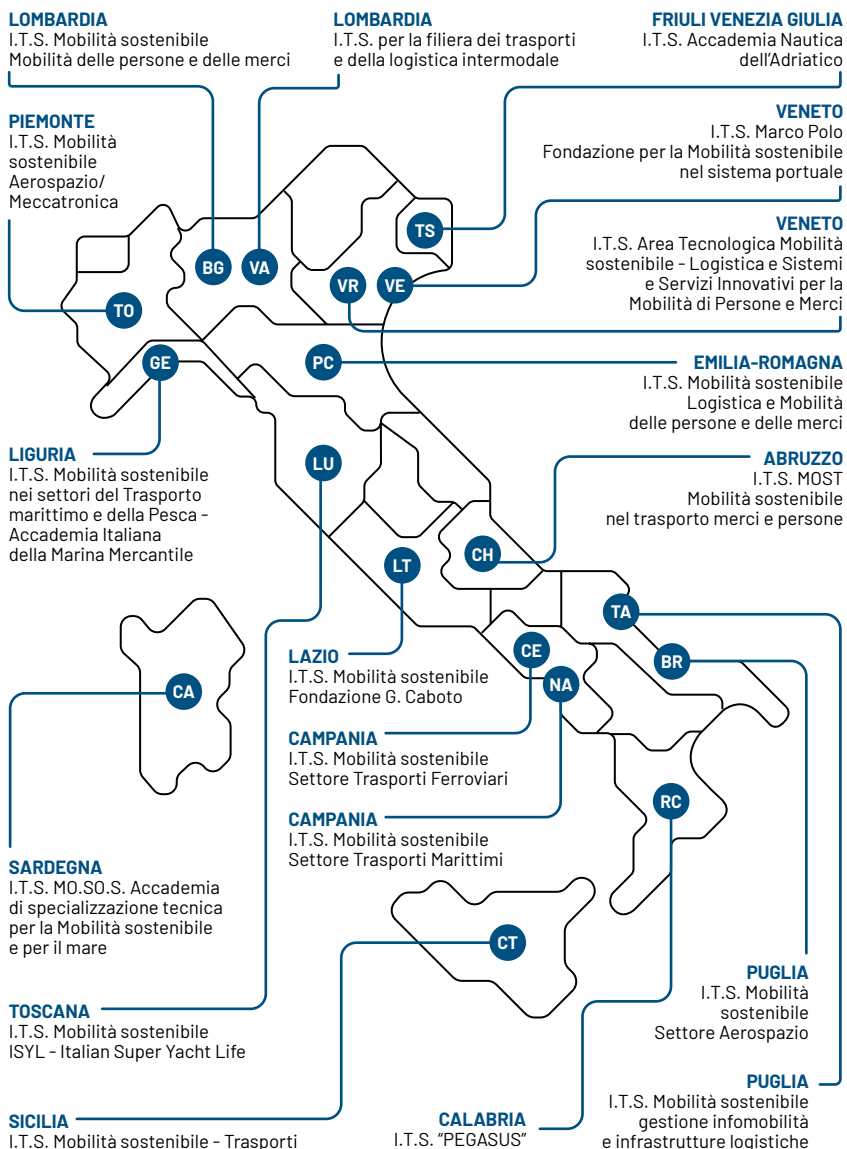 LOMBARDIA
I.T.S. Mobilità sostenibile
Mobilità delle persone e delle merci
LOMBARDIA
I.T.S. per la filiera dei trasporti
e della logistica intermodale
FRIULI VENEZIA GIULIA
I.T.S. Accademia Nautica
dell'Adriatico
PIEMONTE
I.T.S. Mobilità
sostenibile
Aerospazio/
Meccatronica
VENETO
I.T.S. Marco Polo
Fondazione per la Mobilità sostenibile
nel sistema portuale
VENETO
I.T.S. Area Tecnologica Mobilità
sostenibile - Logistica e Sistemi
e Servizi Innovativi per la
Mobilità di Persone e Merci
TS
BG
VA
VR
VE
TO
GE
PC
EMILIA-ROMAGNA
I.T.S. Mobilità sostenibile
Logistica e Mobilità
delle persone e delle merci
LIGURIA
I.T.S. Mobilità sostenibile
nei settori del Trasporto
marittimo e della Pesca -
Accademia Italiana
della Marina Mercantile
LU
ABRUZZO
I.T.S. MOST
Mobilità sostenibile
nel trasporto merci e persone
CH
LT
TA
CE
BR
NA
CA
LAZIO
I.T.S. Mobilità sostenibile
Fondazione G. Caboto
CAMPANIA
I.T.S. Mobilità sostenibile
Settore Trasporti Ferroviari
CAMPANIA
I.T.S. Mobilità sostenibile
Settore Trasporti Marittimi
RC
SARDEGNA
I.T.S. MO.SO.S. Accademia
di specializzazione tecnica
per la Mobilità sostenibile
e per il mare
CT
PUGLIA
I.T.S. Mobilità
sostenibile
Settore Aerospazio
TOSCANA
I.T.S. Mobilità sostenibile
ISYL - Italian Super Yacht Life
PUGLIA
I.T.S. Mobilità sostenibile
gestione infomobilità
e infrastrutture logistiche
SICILIA
I.T.S. Mobilità sostenibile - Trasporti
CALABRIA
I.T.S. "PEGASUS"